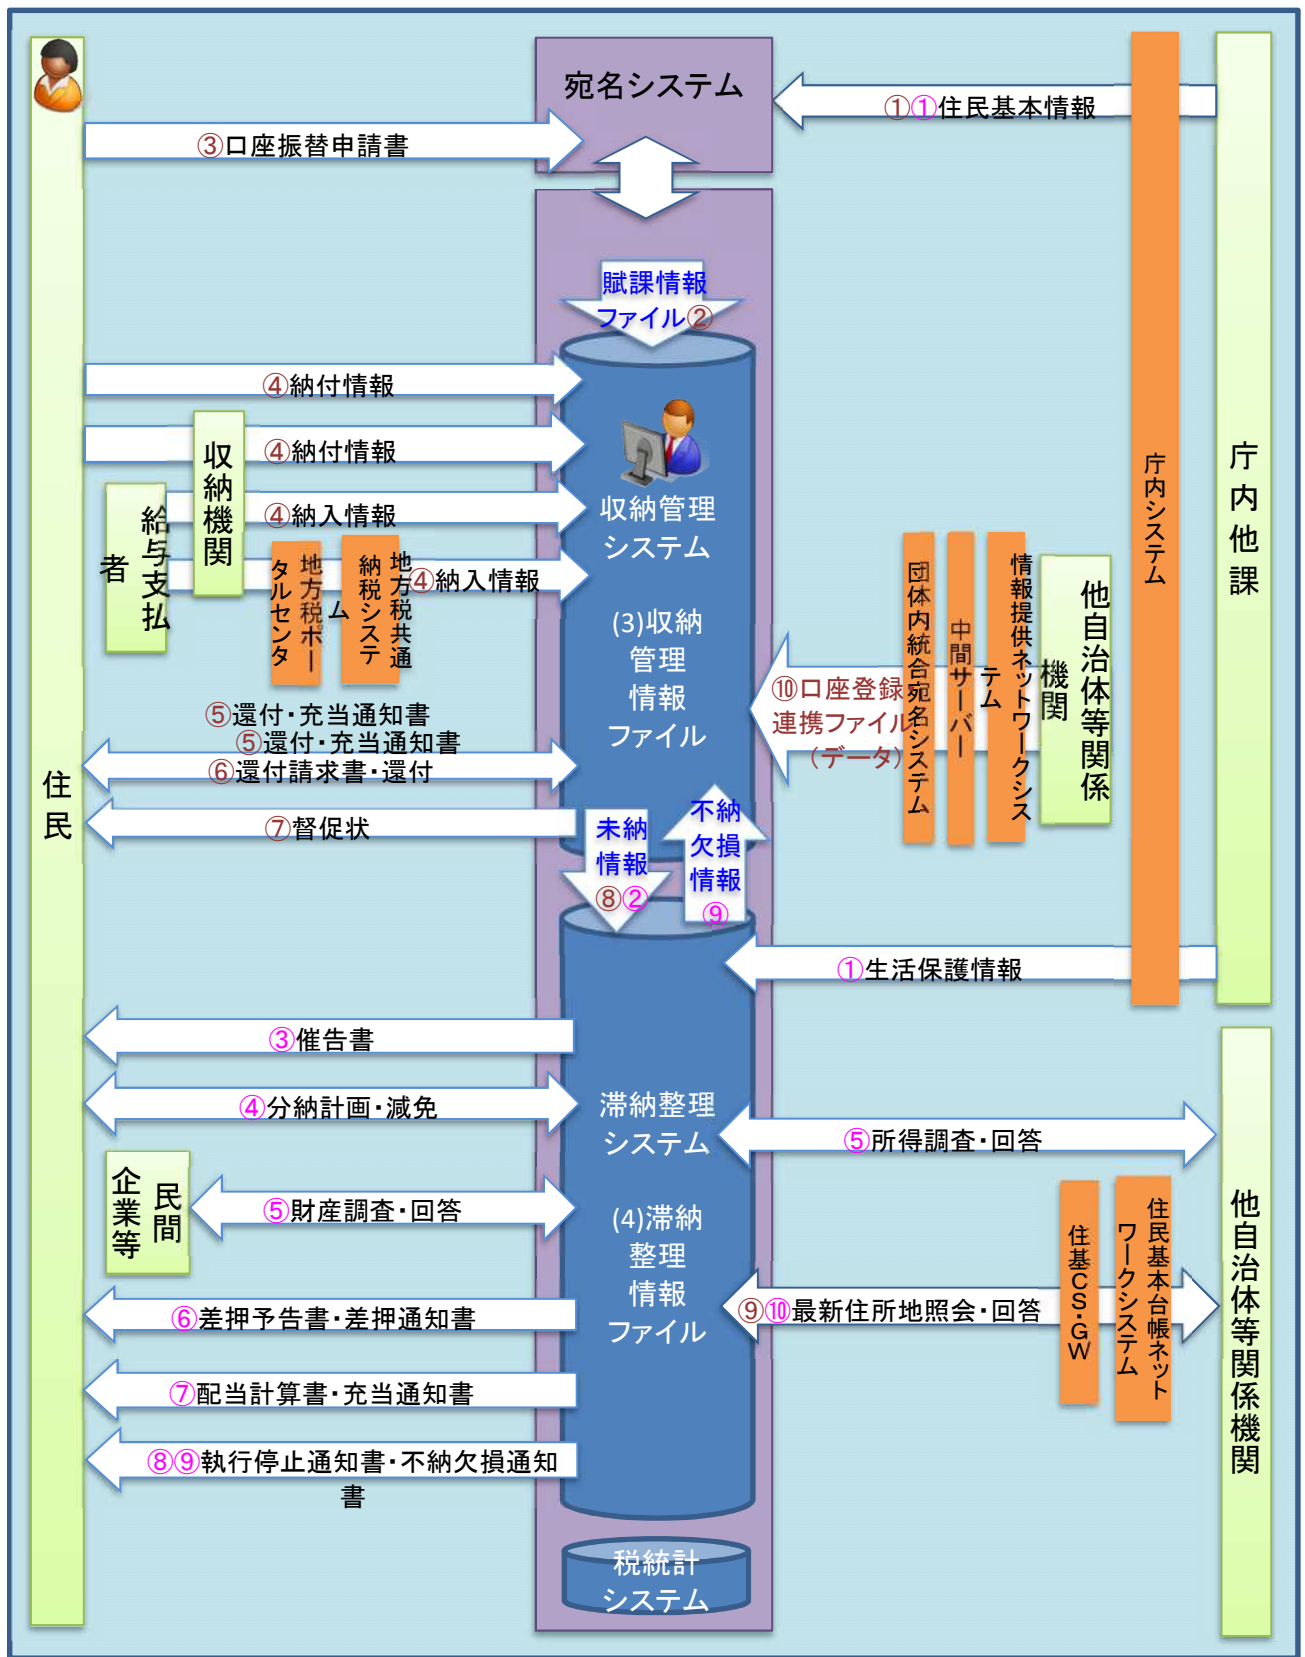 宛名システム
①①住民基本情報
③口座振替申請書
賦課情報
ファイル②
④納付情報
④納付情報
収納機関
④納入情報
給与支払
者
④納入情報
地方税ポー
タルセンタ
地方税共通
納税システ
ム
収納管理
システム
(3)収納
管理
情報
ファイル
庁内システム
庁内他課
⑩口座登録
連携ファイル
(データ)
団体内統合宛名システム
中間サーバー
情報提供ネットワークシス
テム
他自治体等関係
機関
⑤還付・充当通知書
⑤還付・充当通知書
⑥還付請求書・還付
住民
⑦督促状
未納
情報
⑧②
不納
欠損
情報
⑨
①生活保護情報
③催告書
④分納計画・減免
滞納整理
システム
⑤所得調査・回答
民間
企業等
⑤財産調査・回答
(4)滞納
整理
情報
ファイル
⑨⑩最新住所地照会・回答
住基CS・GW
住民基本台帳ネット
ワークシステム
他自治体等関係機関
⑥差押予告書・差押通知書
⑦配当計算書・充当通知書
⑧⑨執行停止通知書・不納欠損通知
書
税統計
システム